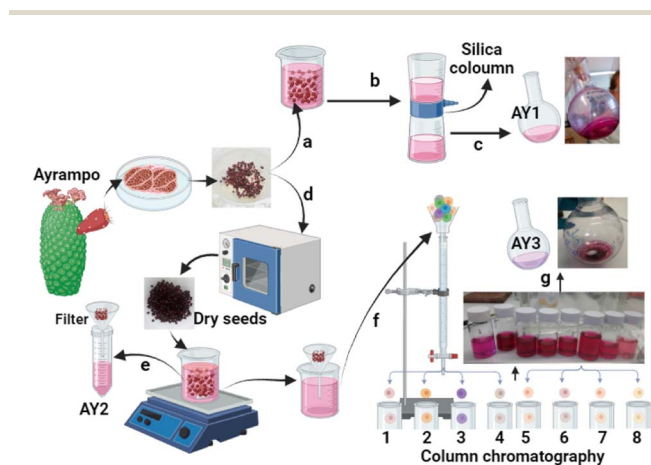 Silica
coloumn
b
AY1
a
c
Ayrampo
d
AY3
g
f
Dry seeds
Filter
e
AY2
1 2 3 4 5 6 7 8
Column chromatography